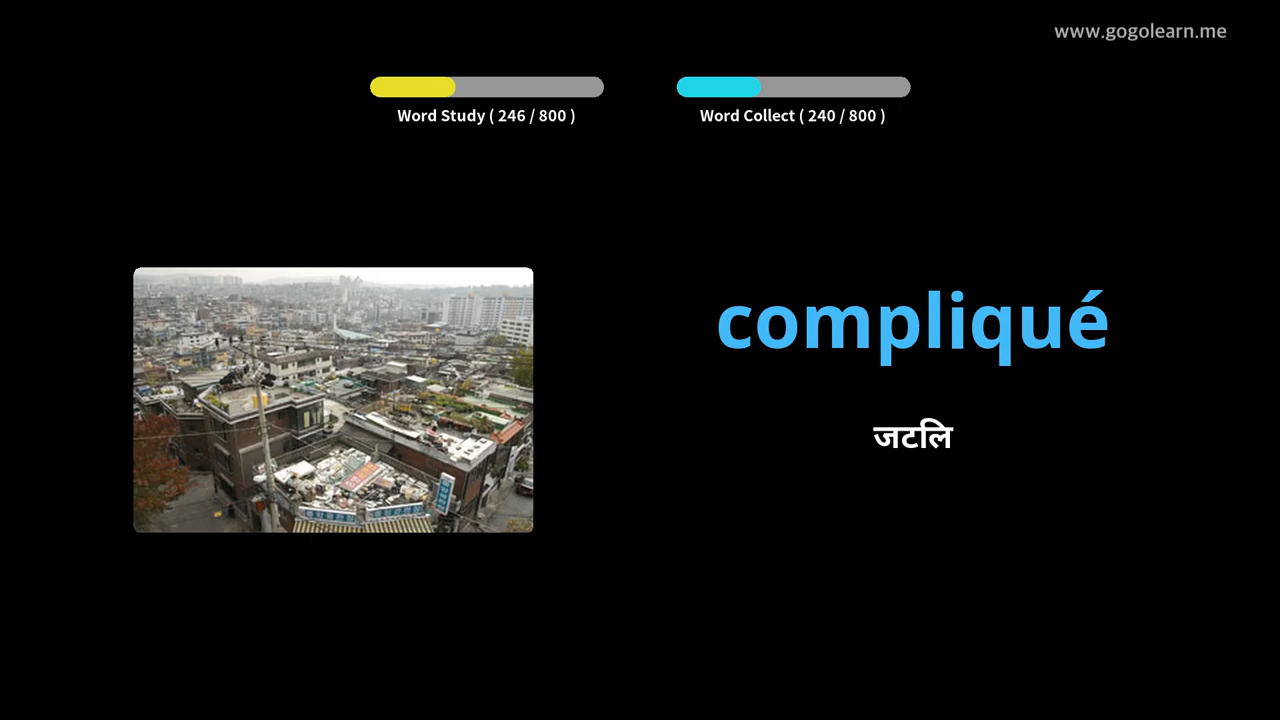 www.gogolearn.me
Word Study ( 246 / 800 )
Word Collect ( 240 / 800 )
compliqué
जटलि